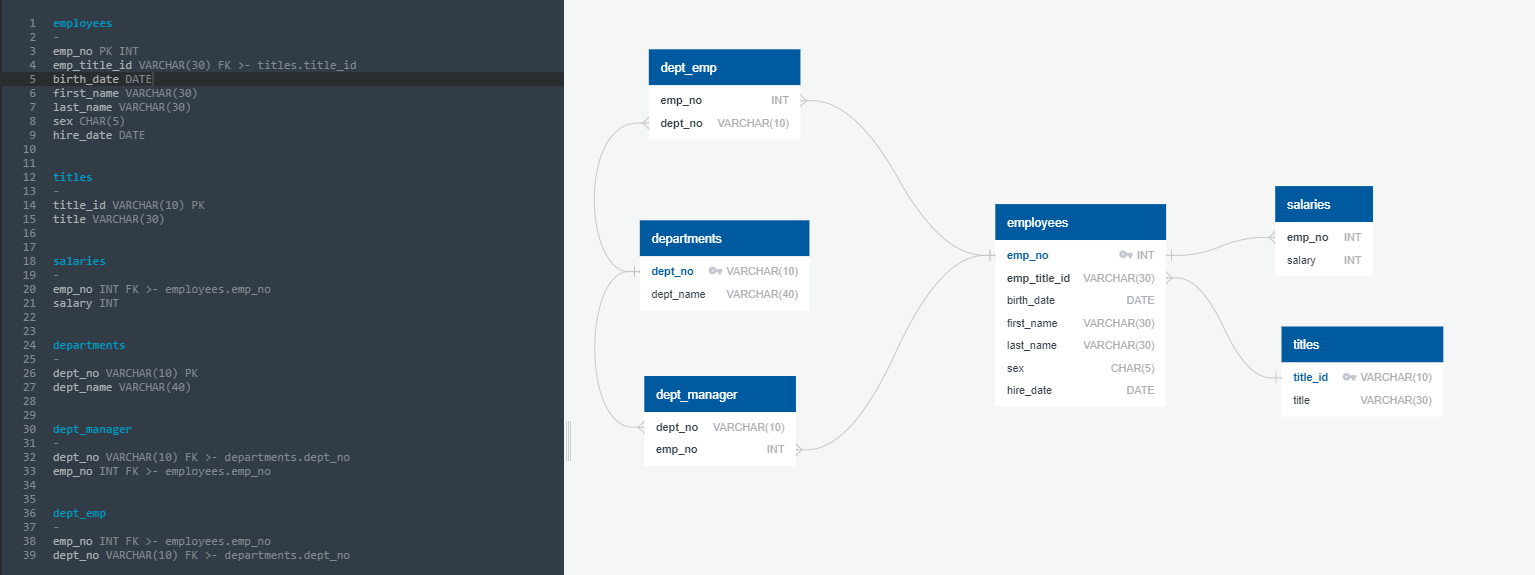 1 employees
2 -
3 emp_no PK INT
4 emp_title_id VARCHAR(30) FK >- titles.title_id
5 birth_date DATE
6 first_name VARCHAR(30)
7 last_name VARCHAR(30)
8 sex CHAR(5)
9 hire_date DATE
10
11
12 titles
13 -
14 title_id VARCHAR(10) PK
15 title VARCHAR(30)
16
17
18 salaries
19 -
20 emp_no INT FK >- employees.emp_no
21 salary INT
22
23
24 departments
25 -
26 dept_no VARCHAR(10) PK
27 dept_name VARCHAR(40)
28
29
30 dept_manager
31 -
32 dept_no VARCHAR(10) FK >- departments.dept_no
33 emp_no INT FK >- employees.emp_no
34
35
36 dept_emp
37 -
38 emp_no INT FK >- employees.emp_no
39 dept_no VARCHAR(10) FK >- departments.dept_no
dept_emp
emp_no INT
dept_no VARCHAR(10)
departments
dept_no VARCHAR(10)
dept_name VARCHAR(40)
dept_manager
dept_no VARCHAR(10)
emp_no INT
employees
emp_no INT
emp_title_id VARCHAR(30)
birth_date DATE
first_name VARCHAR(30)
last_name VARCHAR(30)
sex CHAR(5)
hire_date DATE
salaries
emp_no INT
salary INT
titles
title_id VARCHAR(10)
title VARCHAR(30)